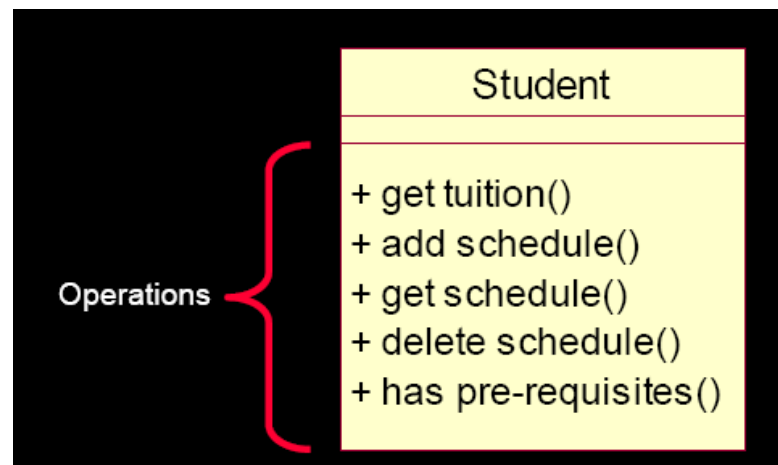 Student
+ get tuition()
+ add schedule()
+ get schedule()
+ delete schedule()
+ has pre-requisites()
Operations